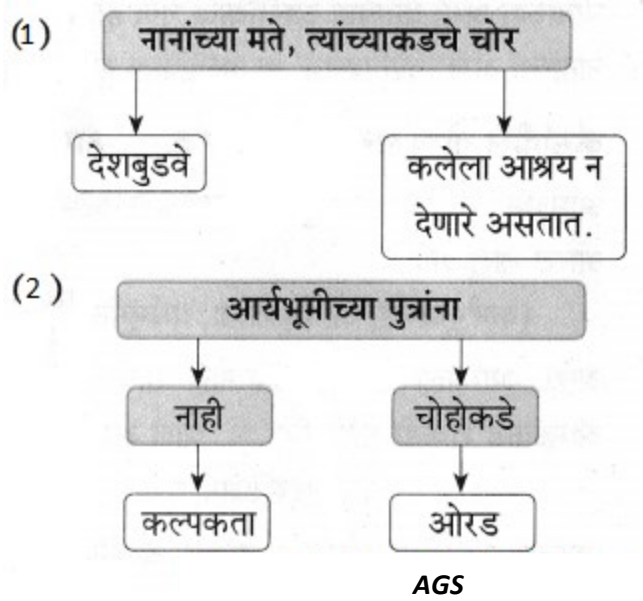 (1) नानांच्या मते, त्यांच्याकडचे चोर
देशबुडवे
कलेला आश्रय न
देणारे असतात.
(2) आर्यभूमीच्या पुत्रांना
नाही
चोहोकडे
कल्पकता
ओरड
AGS